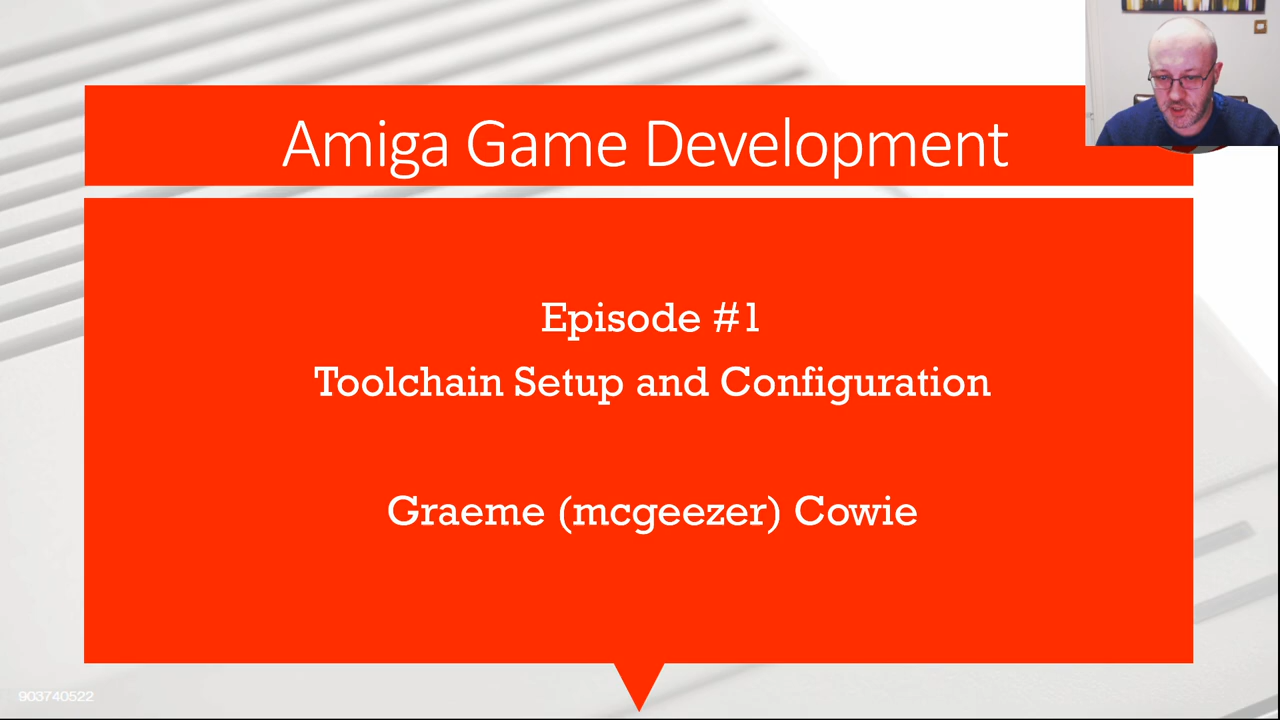 Amiga Game Development
Episode #1
Toolchain Setup and Configuration
Graeme (mcgeezer) Cowie
903740522